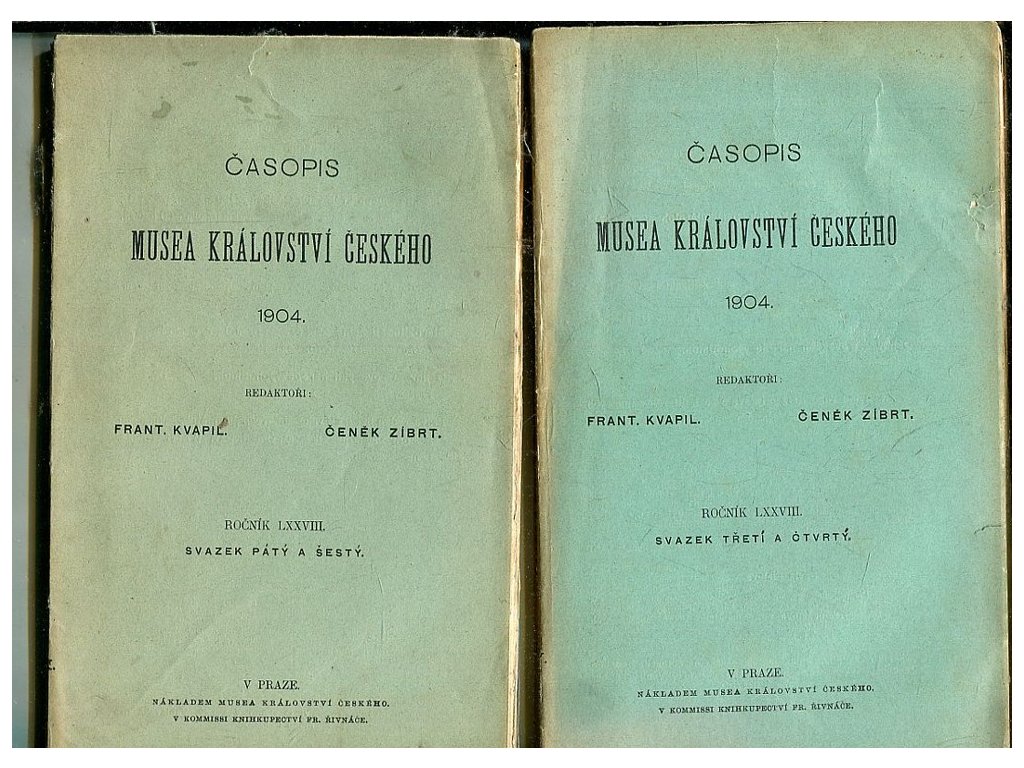 ČASOPIS
MUSEA KRÁLOVSTVÍ ČESKÉHO
1904.
REDAKTOŘI:
FRANT. KVAPIL. ČENĚK ZÍBRT.
ROČNÍK LXXVIII.
SVAZEK PÁTÝ A ŠESTÝ.
V PRAZE.
NÁKLADEM MUSEA KRÁLOVSTVÍ ČESKÉHO.
V KOMMISSI KNIHKUPECTVÍ FR. ŘIVNÁČE.
ČASOPIS
MUSEA KRÁLOVSTVÍ ČESKÉHO
1904.
REDAKTOŘI:
FRANT. KVAPIL. ČENĚK ZÍBRT.
ROČNÍK LXXVIII.
SVAZEK TŘETÍ A ČTVRTÝ.
V PRAZE.
NÁKLADEM MUSEA KRÁLOVSTVÍ ČESKÉHO.
V KOMMISSI KNIHKUPECTVÍ FR. ŘIVNÁČE.